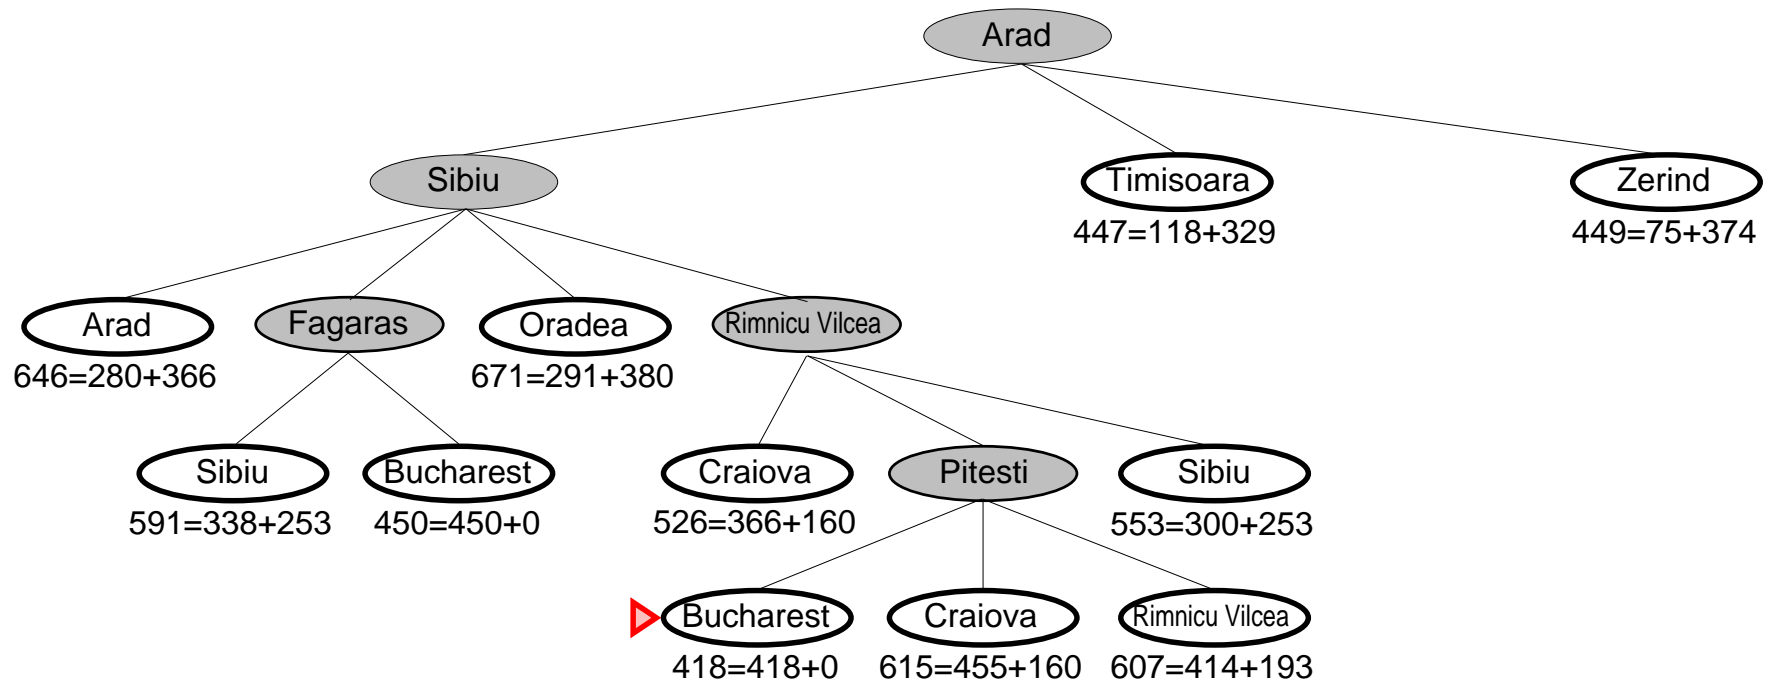 Arad
Sibiu
Timisoara
Zerind
447=118+329
449=75+374
Arad
Fagaras
Oradea
Rimnicu Vilcea
646=280+366
671=291+380
Sibiu
Bucharest
Craiova
Pitesti
Sibiu
591=338+253
450=450+0
526=366+160
553=300+253
Bucharest
Craiova
Rimnicu Vilcea
418=418+0
615=455+160
607=414+193